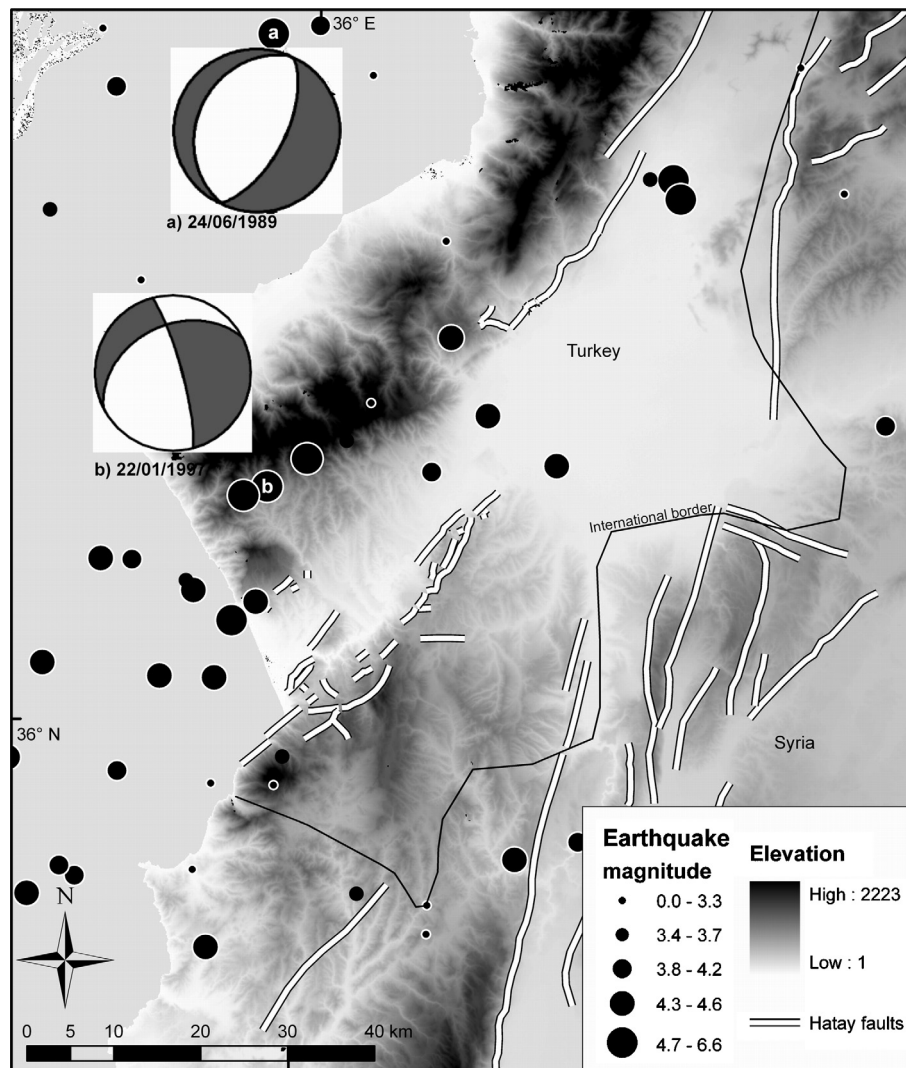 36° E
a
a) 24/06/1989
b) 22/01/1997
b
Turkey
International border
36° N
Syria
N
0 5 10 20 30 40 km
Earthquake
magnitude
0.0 - 3.3
3.4 - 3.7
3.8 - 4.2
4.3 - 4.6
4.7 - 6.6
Elevation
High : 2223
Low : 1
Hatay faults